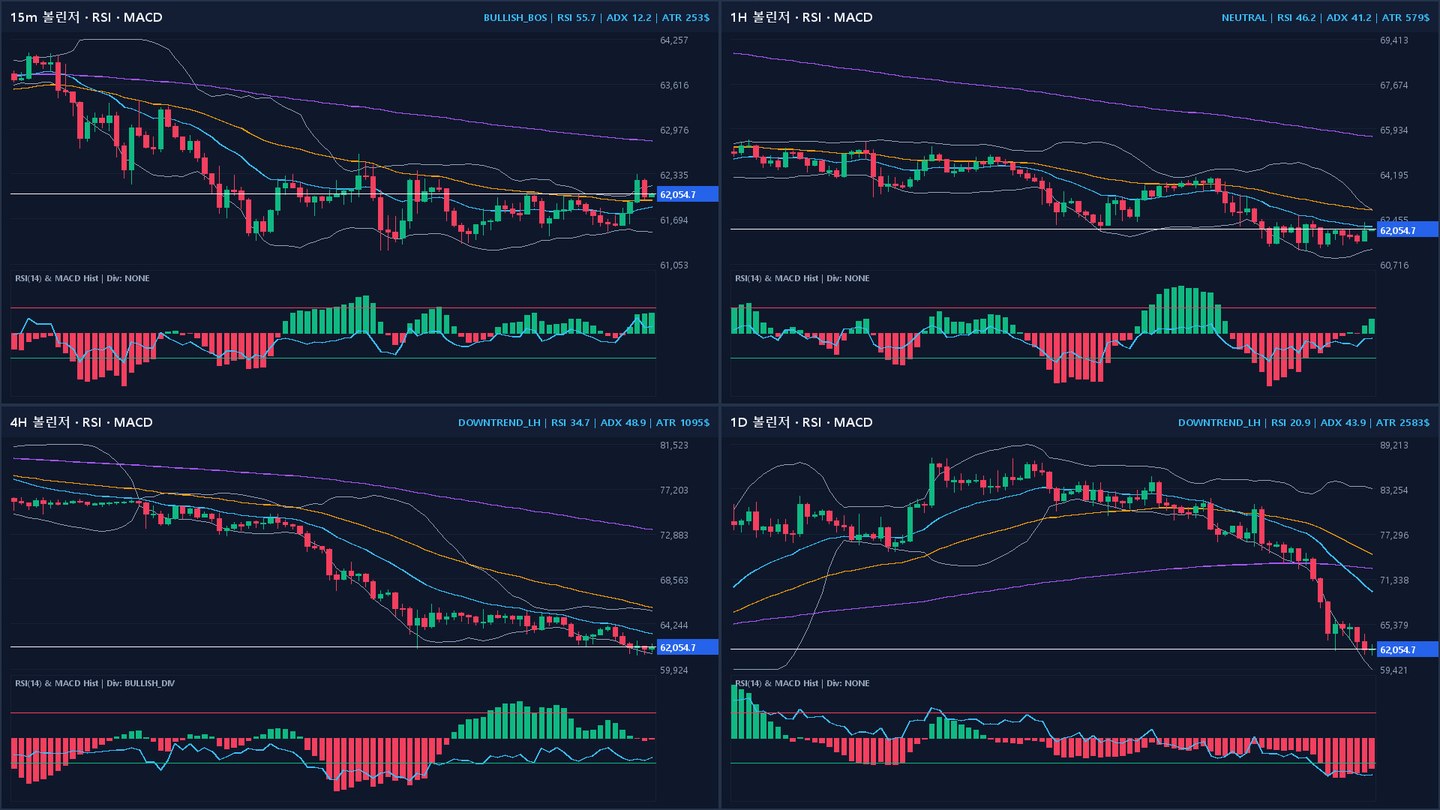 15m 볼린저 · RSI · MACD
BULLISH_BOS | RSI 55.7 | ADX 12.2 | ATR 253$
64,257
63,616
62,976
62,335
62,054.7
61,694
61,053
RSI(14) & MACD Hist | Div: NONE
1H 볼린저 · RSI · MACD
NEUTRAL | RSI 46.2 | ADX 41.2 | ATR 579$
69,413
67,674
65,934
64,195
62,455
62,054.7
60,716
RSI(14) & MACD Hist | Div: NONE
4H 볼린저 · RSI · MACD
DOWNTREND_LH | RSI 34.7 | ADX 48.9 | ATR 1095$
81,523
77,203
72,883
68,563
64,244
62,054.7
59,924
RSI(14) & MACD Hist | Div: BULLISH_DIV
1D 볼린저 · RSI · MACD
DOWNTREND_LH | RSI 20.9 | ADX 43.9 | ATR 2583$
89,213
83,254
77,296
71,338
65,379
62,054.7
59,421
RSI(14) & MACD Hist | Div: NONE